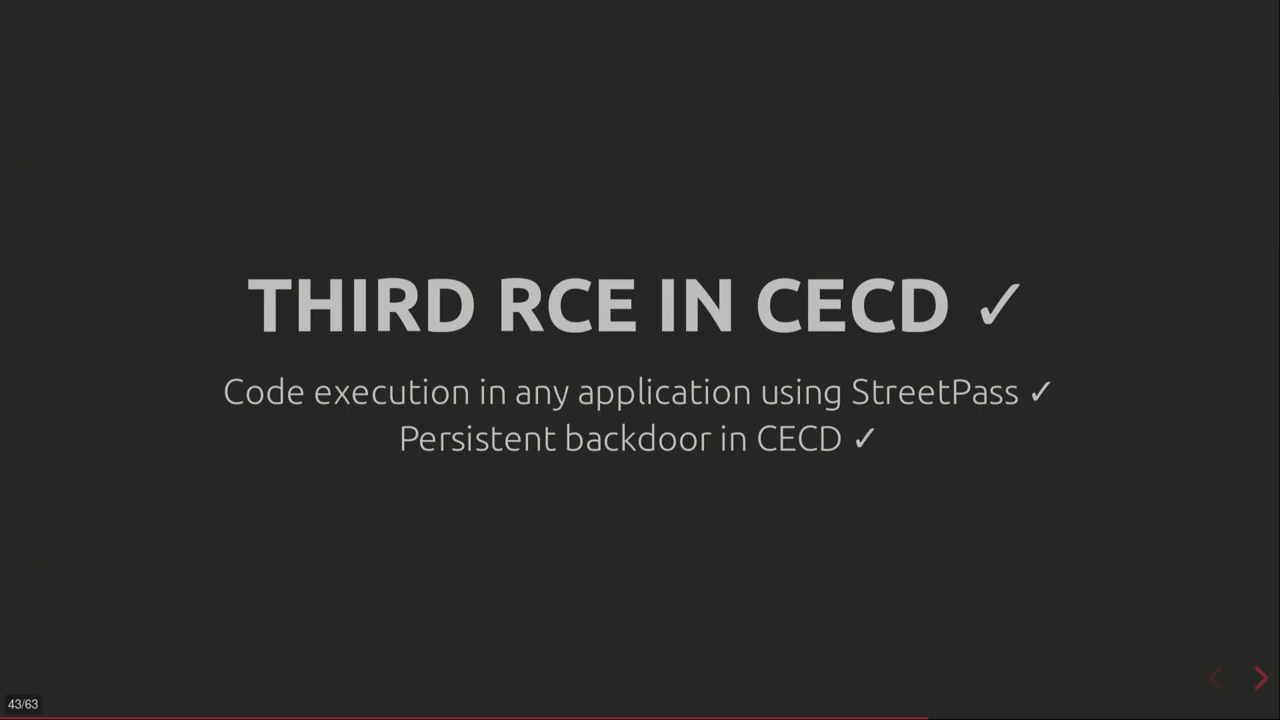 THIRD RCE IN CECD ✓
Code execution in any application using StreetPass ✓
Persistent backdoor in CECD ✓
43/63